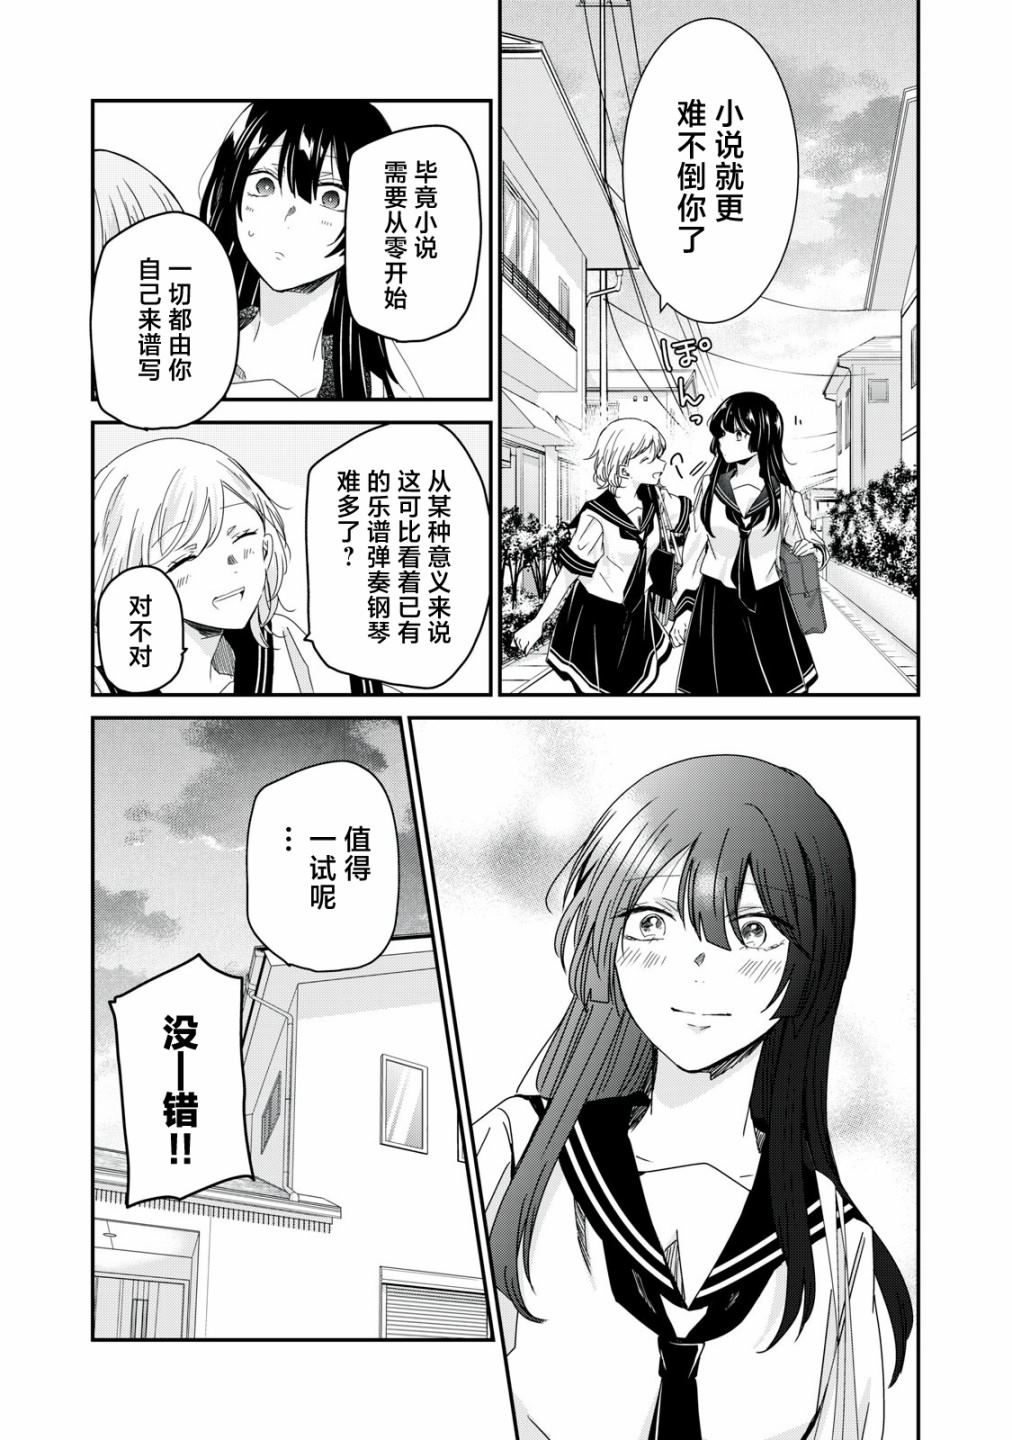 小说就更
难不倒你了
ぽんっ
毕竟小说
需要从零开始
一切都由你
自己来谱写
从某种意义来说
这可比看着已有
的乐谱弹奏钢琴
难多了？
对不对
值得
一试呢
…
没—错!!